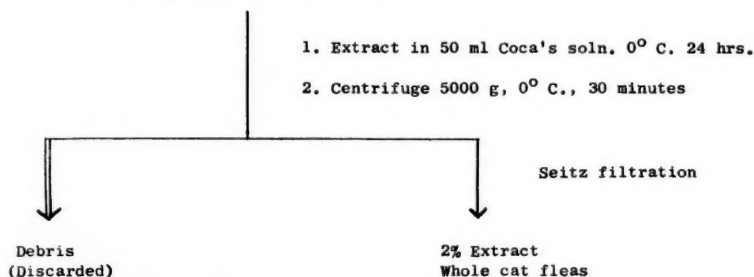 1. Extract in 50 ml Coca's soln. 0° C. 24 hrs.
2. Centrifuge 5000 g, 0° C., 30 minutes
Seitz filtration
Debris
(Discarded)
2% Extract
Whole cat fleas